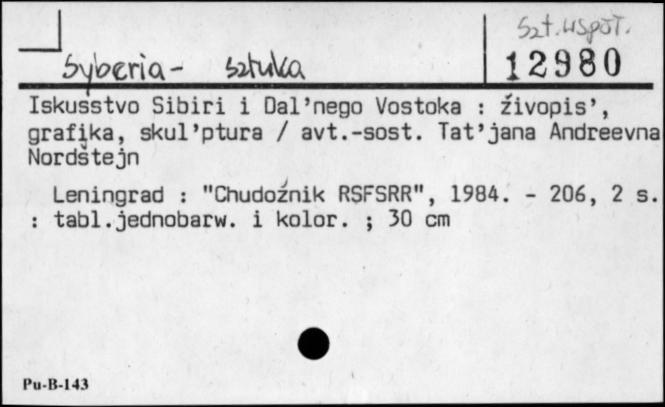 Szt. współ.
Syberia - sztuka
12980
Iskusstvo Sibiri i Dal'nego Vostoka : živopis',
grafika, skul'ptura / avt.-sost. Tat'jana Andreevna
Nordštejn
Leningrad : "Chudožnik RSFSRR", 1984. - 206, 2 s.
: tabl.jednobarw. i kolor. ; 30 cm
Pu-B-143